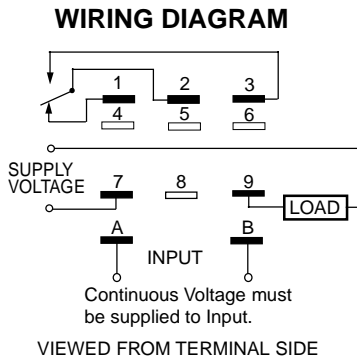 WIRING DIAGRAM
1 2 3
4 5 6
SUPPLY
VOLTAGE
7 8 9
LOAD
A B
INPUT
Continuous Voltage must
be supplied to Input.
VIEWED FROM TERMINAL SIDE